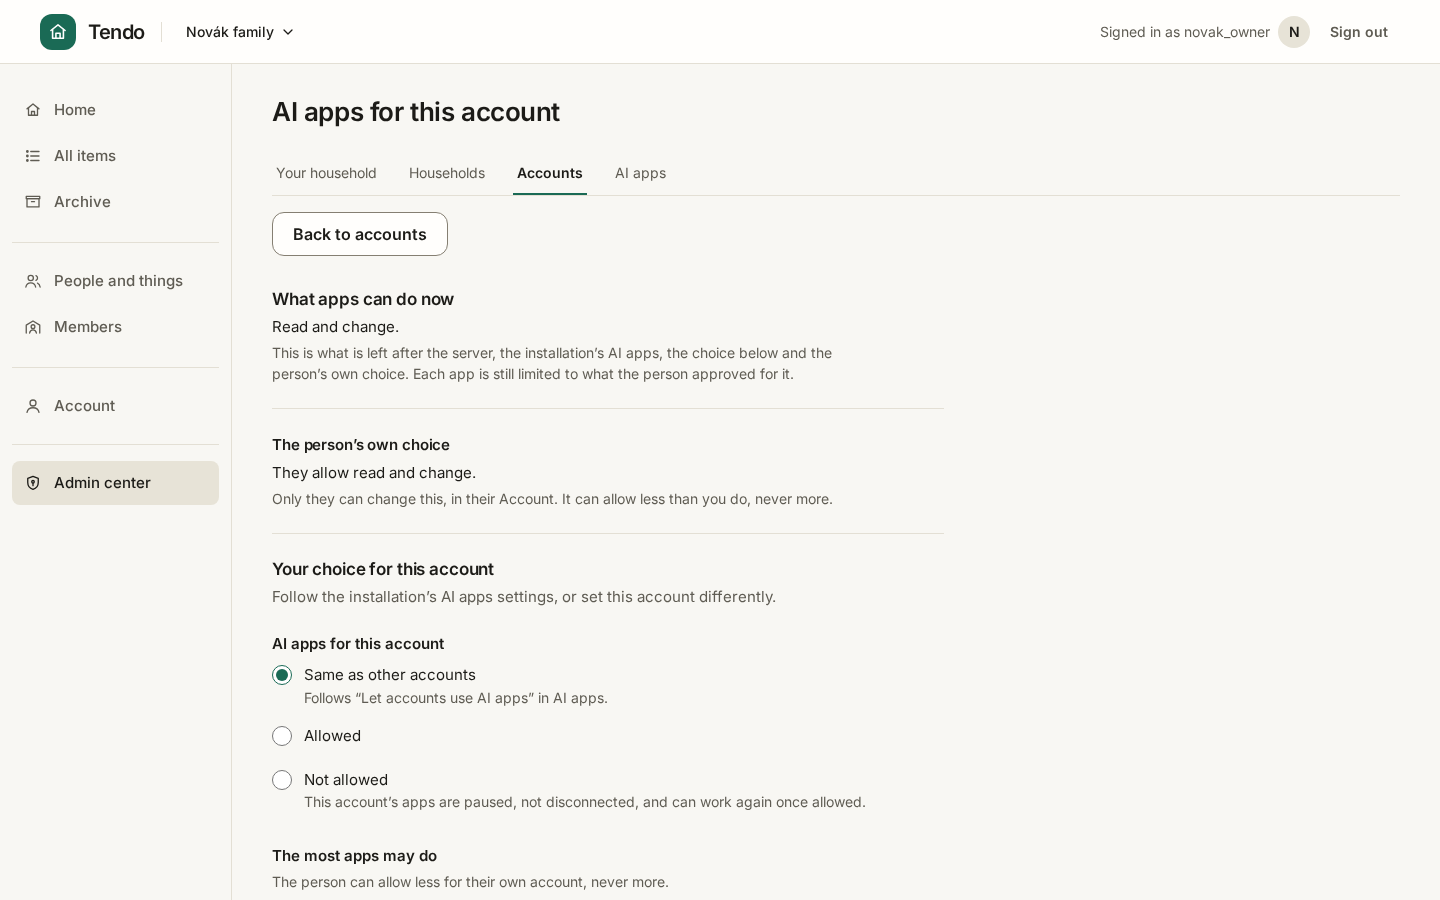 Tendo
Novák family
Signed in as novak_owner
N
Sign out
Home
All items
Archive
People and things
Members
Account
Admin center
AI apps for this account
Your household
Households
Accounts
AI apps
Back to accounts
What apps can do now
Read and change.
This is what is left after the server, the installation’s AI apps, the choice below and the
person’s own choice. Each app is still limited to what the person approved for it.
The person’s own choice
They allow read and change.
Only they can change this, in their Account. It can allow less than you do, never more.
Your choice for this account
Follow the installation’s AI apps settings, or set this account differently.
AI apps for this account
Same as other accounts
Follows “Let accounts use AI apps” in AI apps.
Allowed
Not allowed
This account’s apps are paused, not disconnected, and can work again once allowed.
The most apps may do
The person can allow less for their own account, never more.